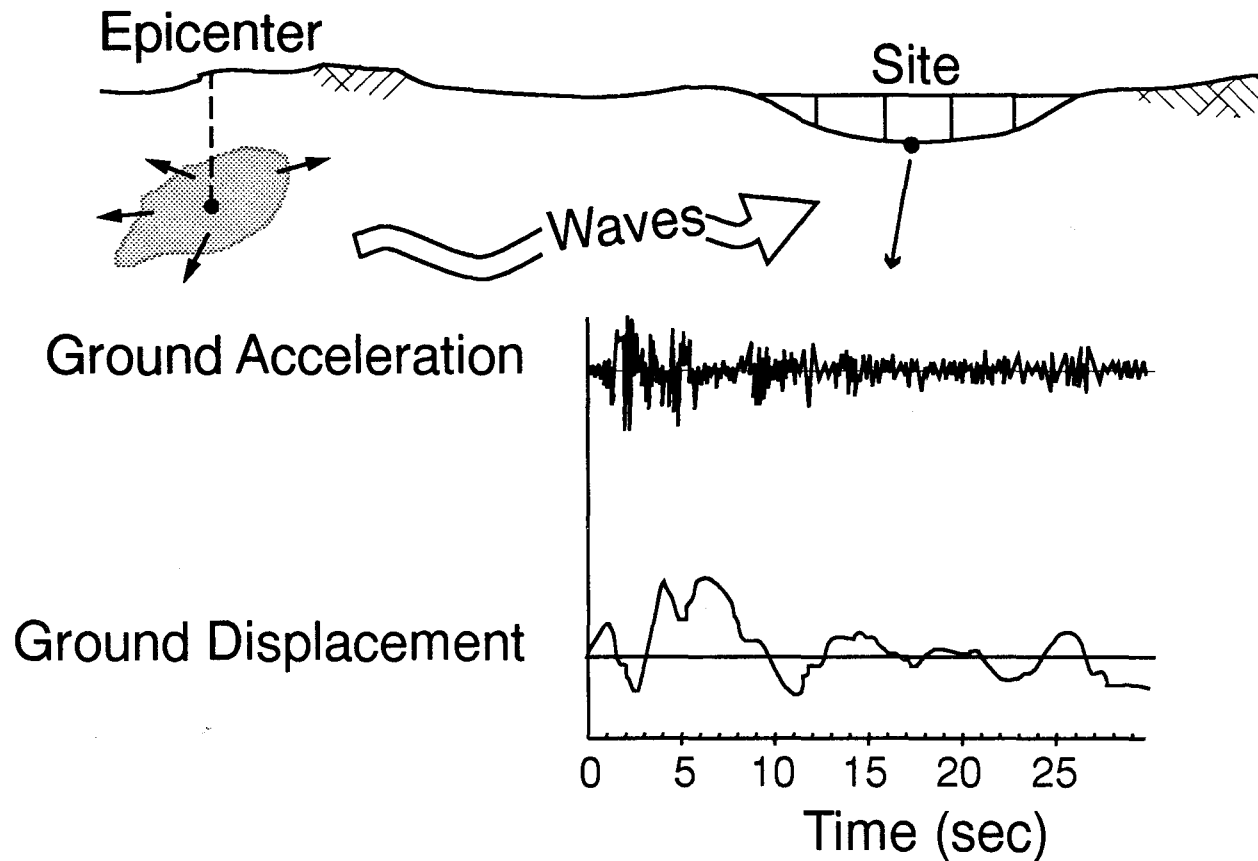 Epicenter
Site
Waves
Ground Acceleration
Ground Displacement
0 5 10 15 20 25
Time (sec)